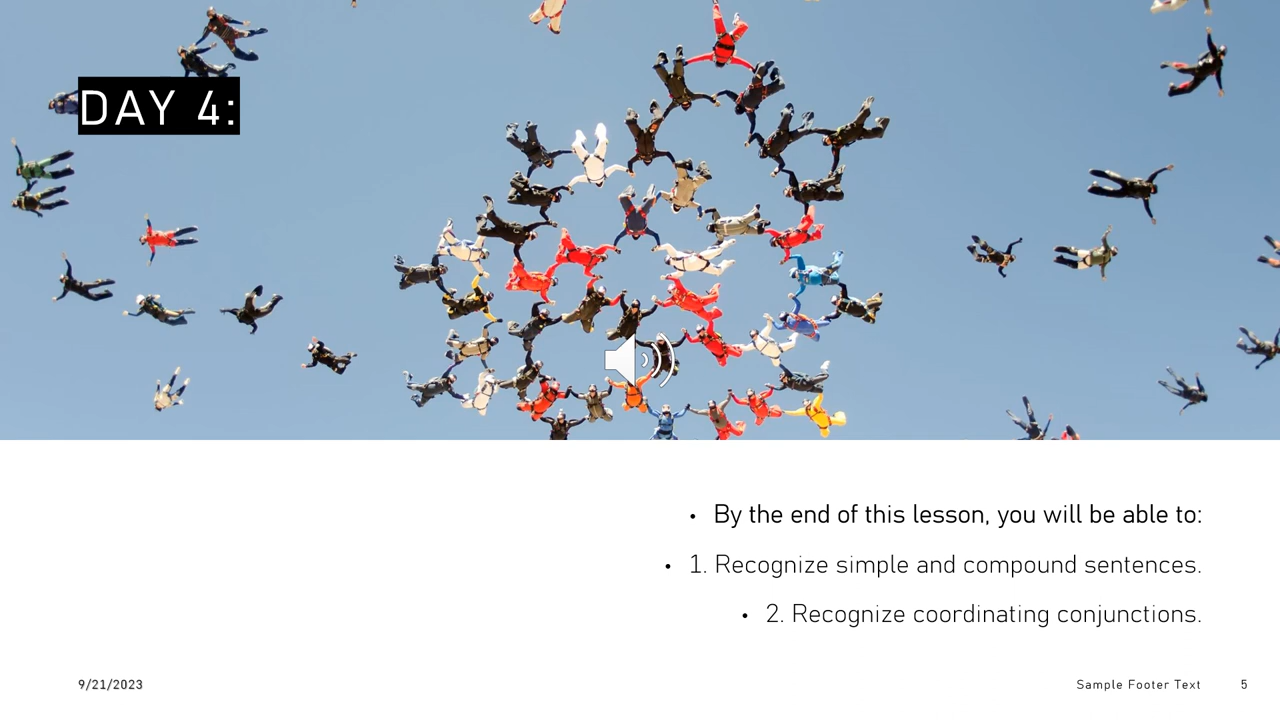 DAY 4:
• By the end of this lesson, you will be able to:
• 1. Recognize simple and compound sentences.
• 2. Recognize coordinating conjunctions.
9/21/2023
Sample Footer Text
5